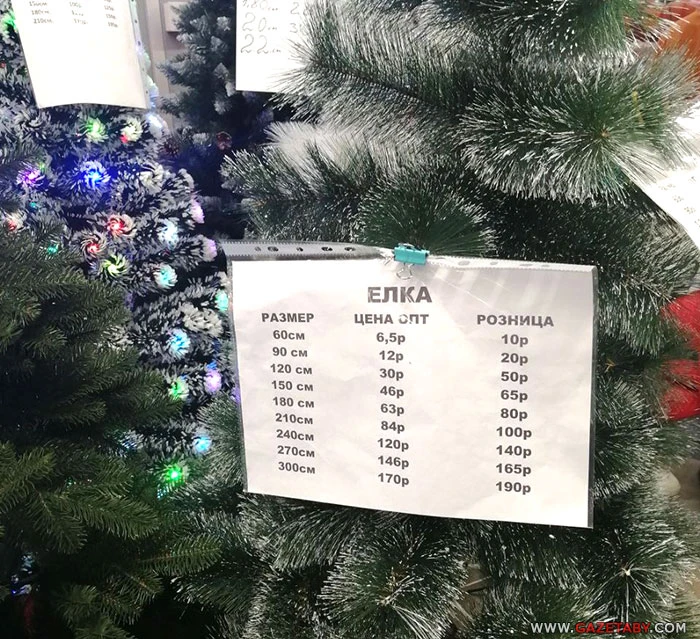 ЕЛКА
РАЗМЕР ЦЕНА ОПТ РОЗНИЦА
60см 6,5р 10р
90 см 12р 20р
120 см 30р 50р
150 см 46р 65р
180 см 63р 80р
210см 84р 100р
240см 120р 140р
270см 146р 165р
300см 170р 190р
WWW.GAZETABY.COM